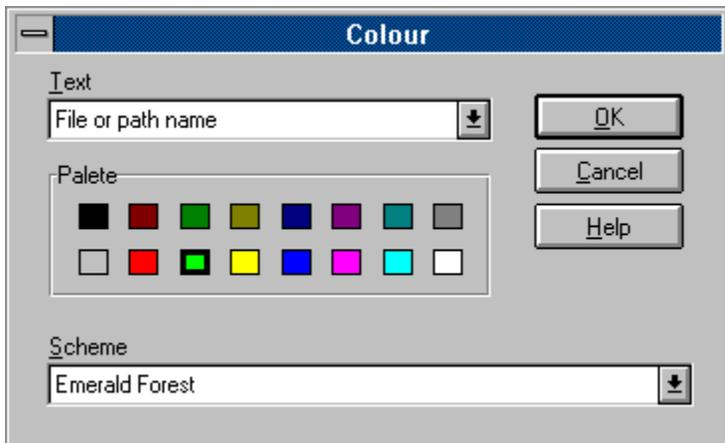 Colour
Text
File or path name
OK
Palete
Cancel
Help
Scheme
Emerald Forest